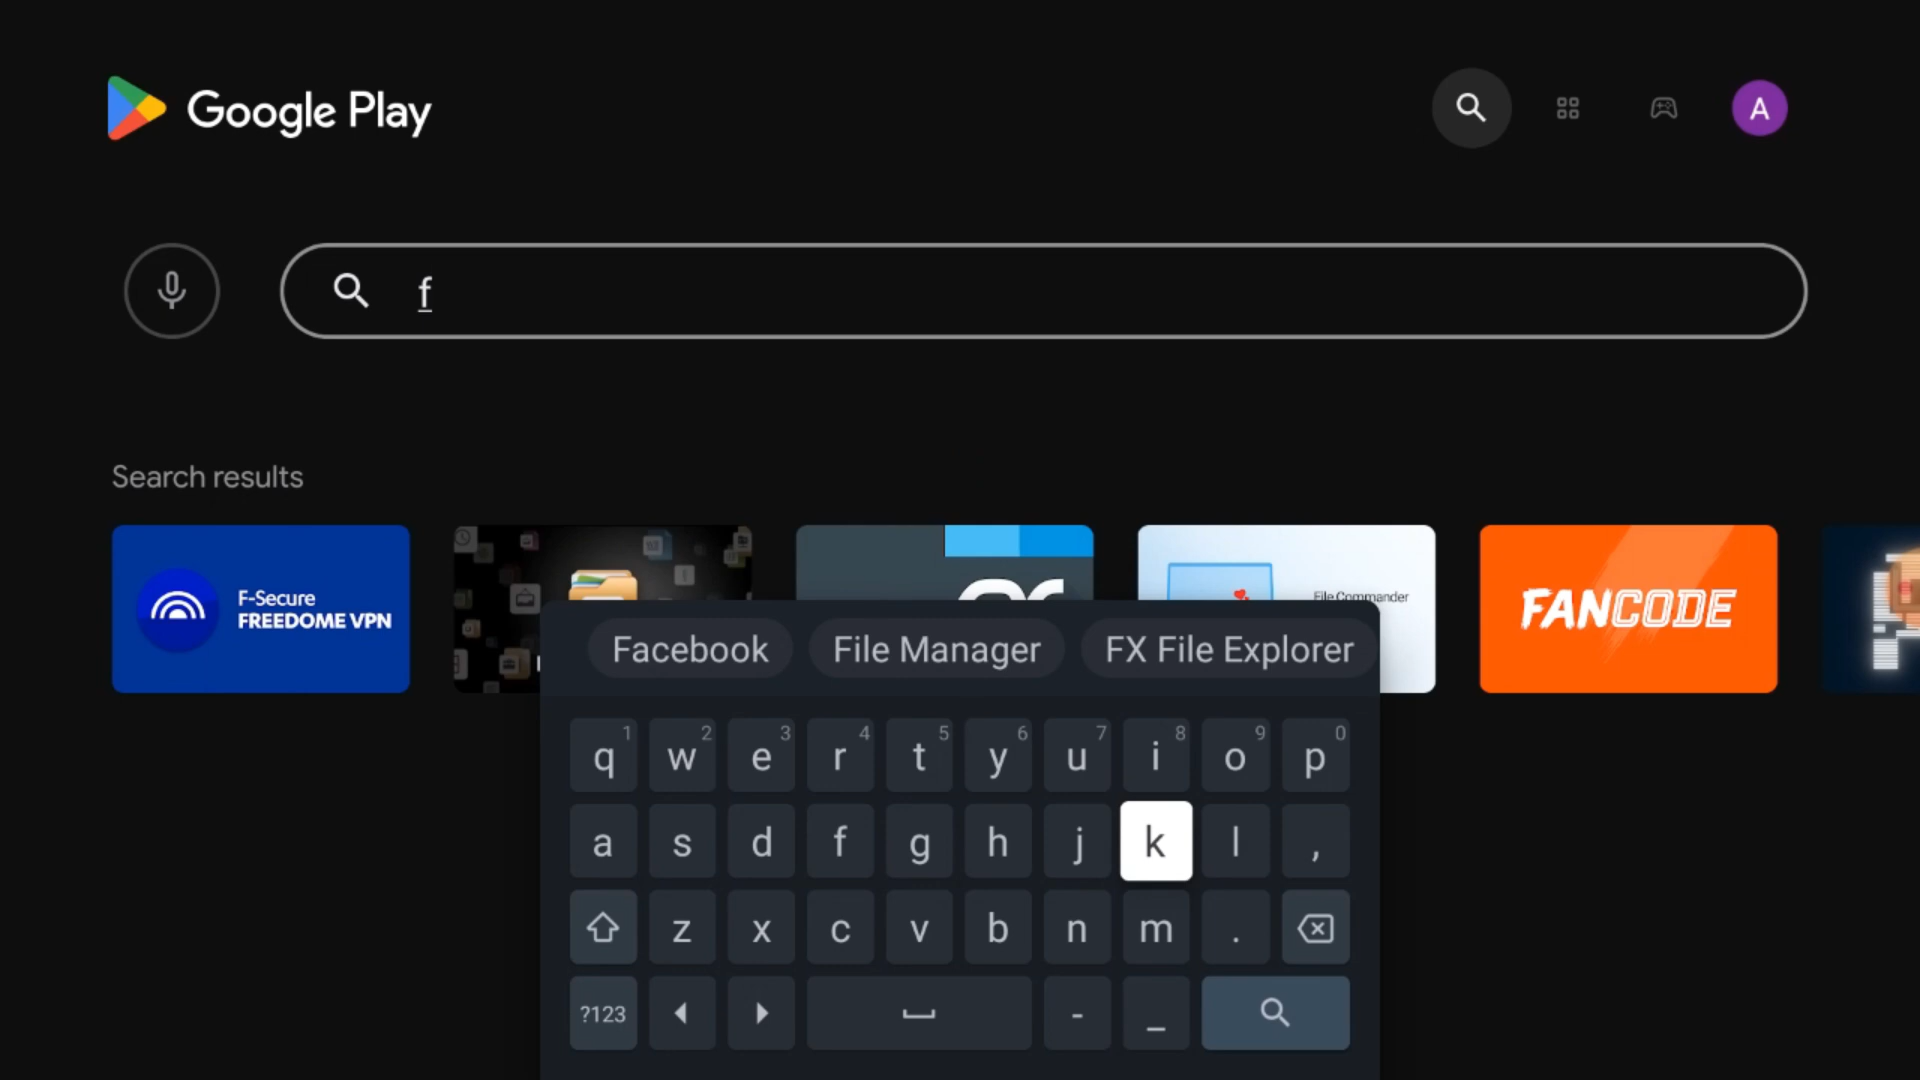 Google Play
A
f
Search results
F-Secure
FREEDOME VPN
File Commander
FANCODE
Facebook
File Manager
FX File Explorer
q 1 w 2 e 3 r 4 t 5 y 6 u 7 i 8 o 9 p 0
a s d f g h j k l ,
z x c v b n m .
?123 - _